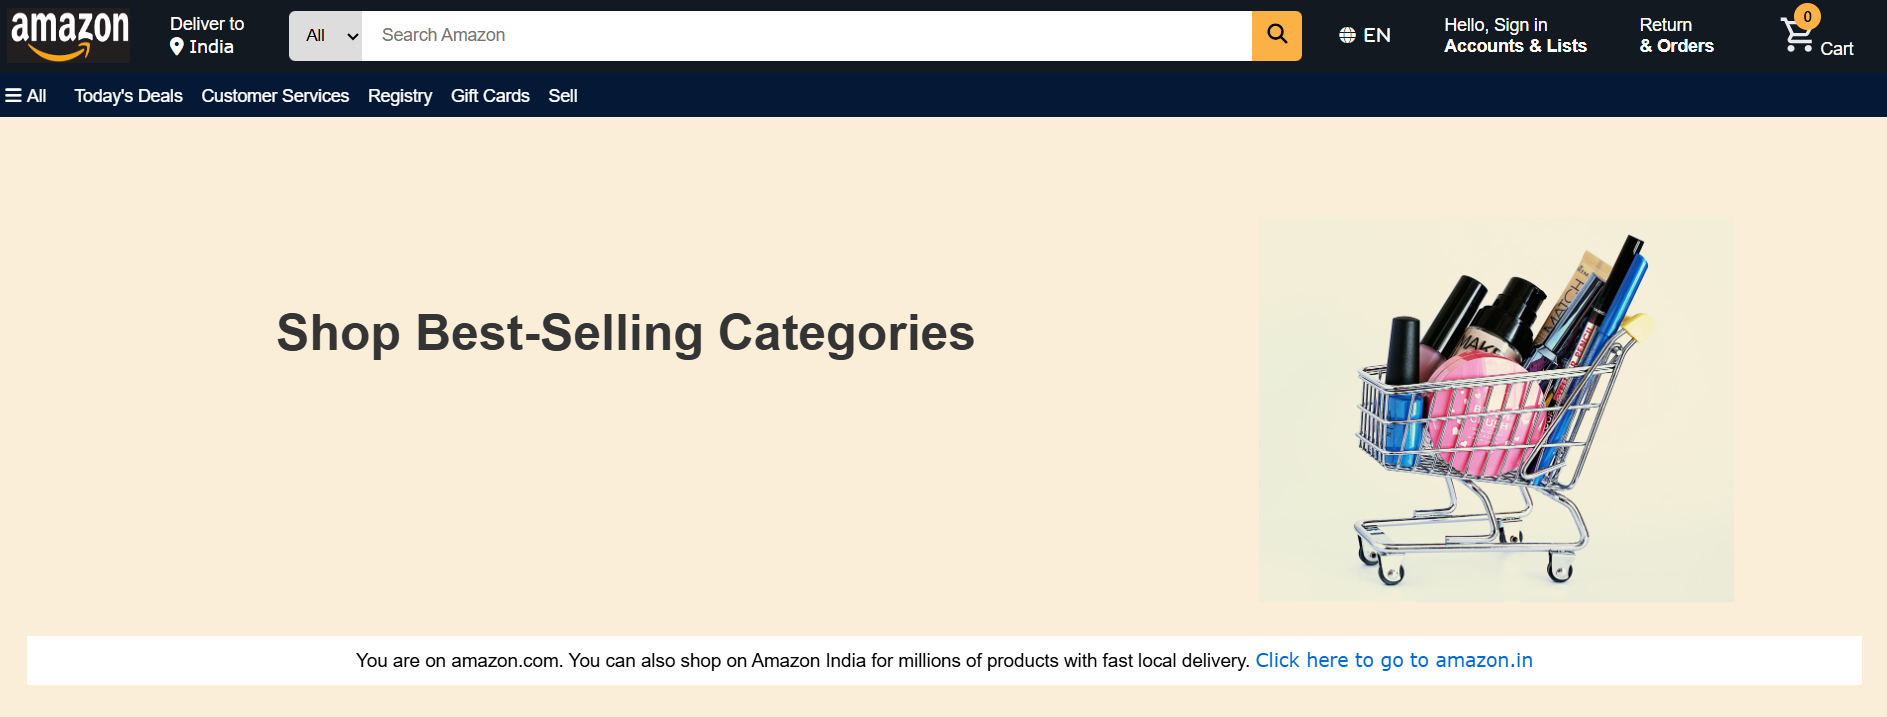 amazon
Deliver to
India
All
Search Amazon
EN
Hello, Sign in
Accounts & Lists
Return
& Orders
0
Cart
All Today's Deals Customer Services Registry Gift Cards Sell
Shop Best-Selling Categories
MATCH
MAKE
PENCIL
You are on amazon.com. You can also shop on Amazon India for millions of products with fast local delivery. Click here to go to amazon.in